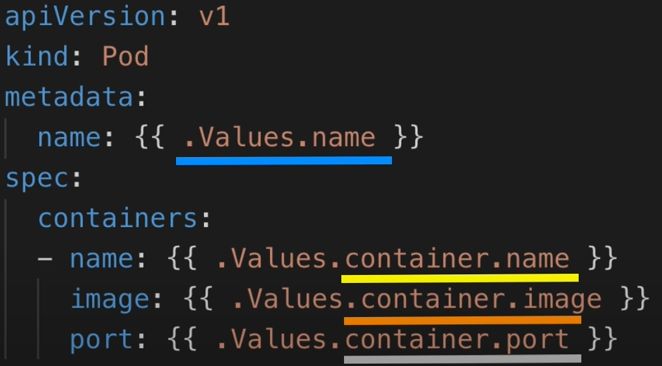 apiVersion: v1
kind: Pod
metadata:
  name: {{ .Values.name }}
spec:
  containers:
  - name: {{ .Values.container.name }}
    image: {{ .Values.container.image }}
    port: {{ .Values.container.port }}